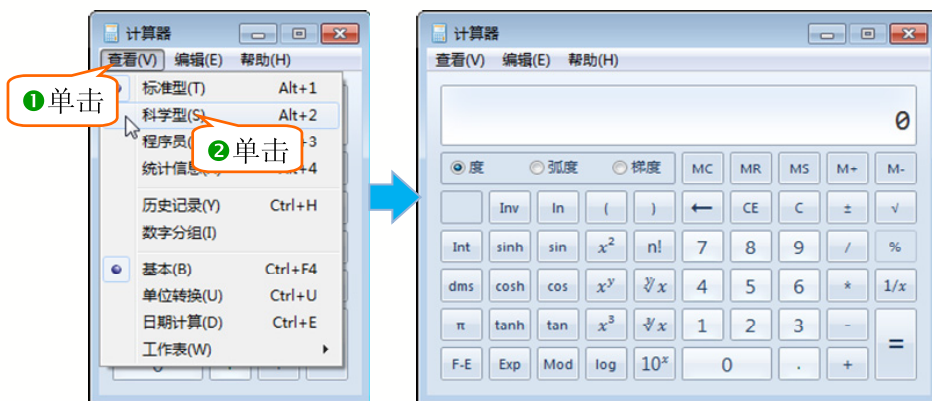 计算器
查看(V) 编辑(E) 帮助(H)
❶单击
标准型(T) Alt+1
科学型(S) Alt+2
❷单击
程序员( +3
统计信息 +4
历史记录(Y) Ctrl+H
数字分组(I)
基本(B) Ctrl+F4
单位转换(U) Ctrl+U
日期计算(D) Ctrl+E
工作表(W)
0
计算器
查看(V) 编辑(E) 帮助(H)
0
度 弧度 梯度 MC MR MS M+ M-
Inv ln ( ) ← CE C ± √
Int sinh sin x² n! 7 8 9 / %
dms cosh cos xʸ ʸ√x 4 5 6 * 1/x
π tanh tan x³ ³√x 1 2 3 - =
F-E Exp Mod log 10ˣ 0 . +